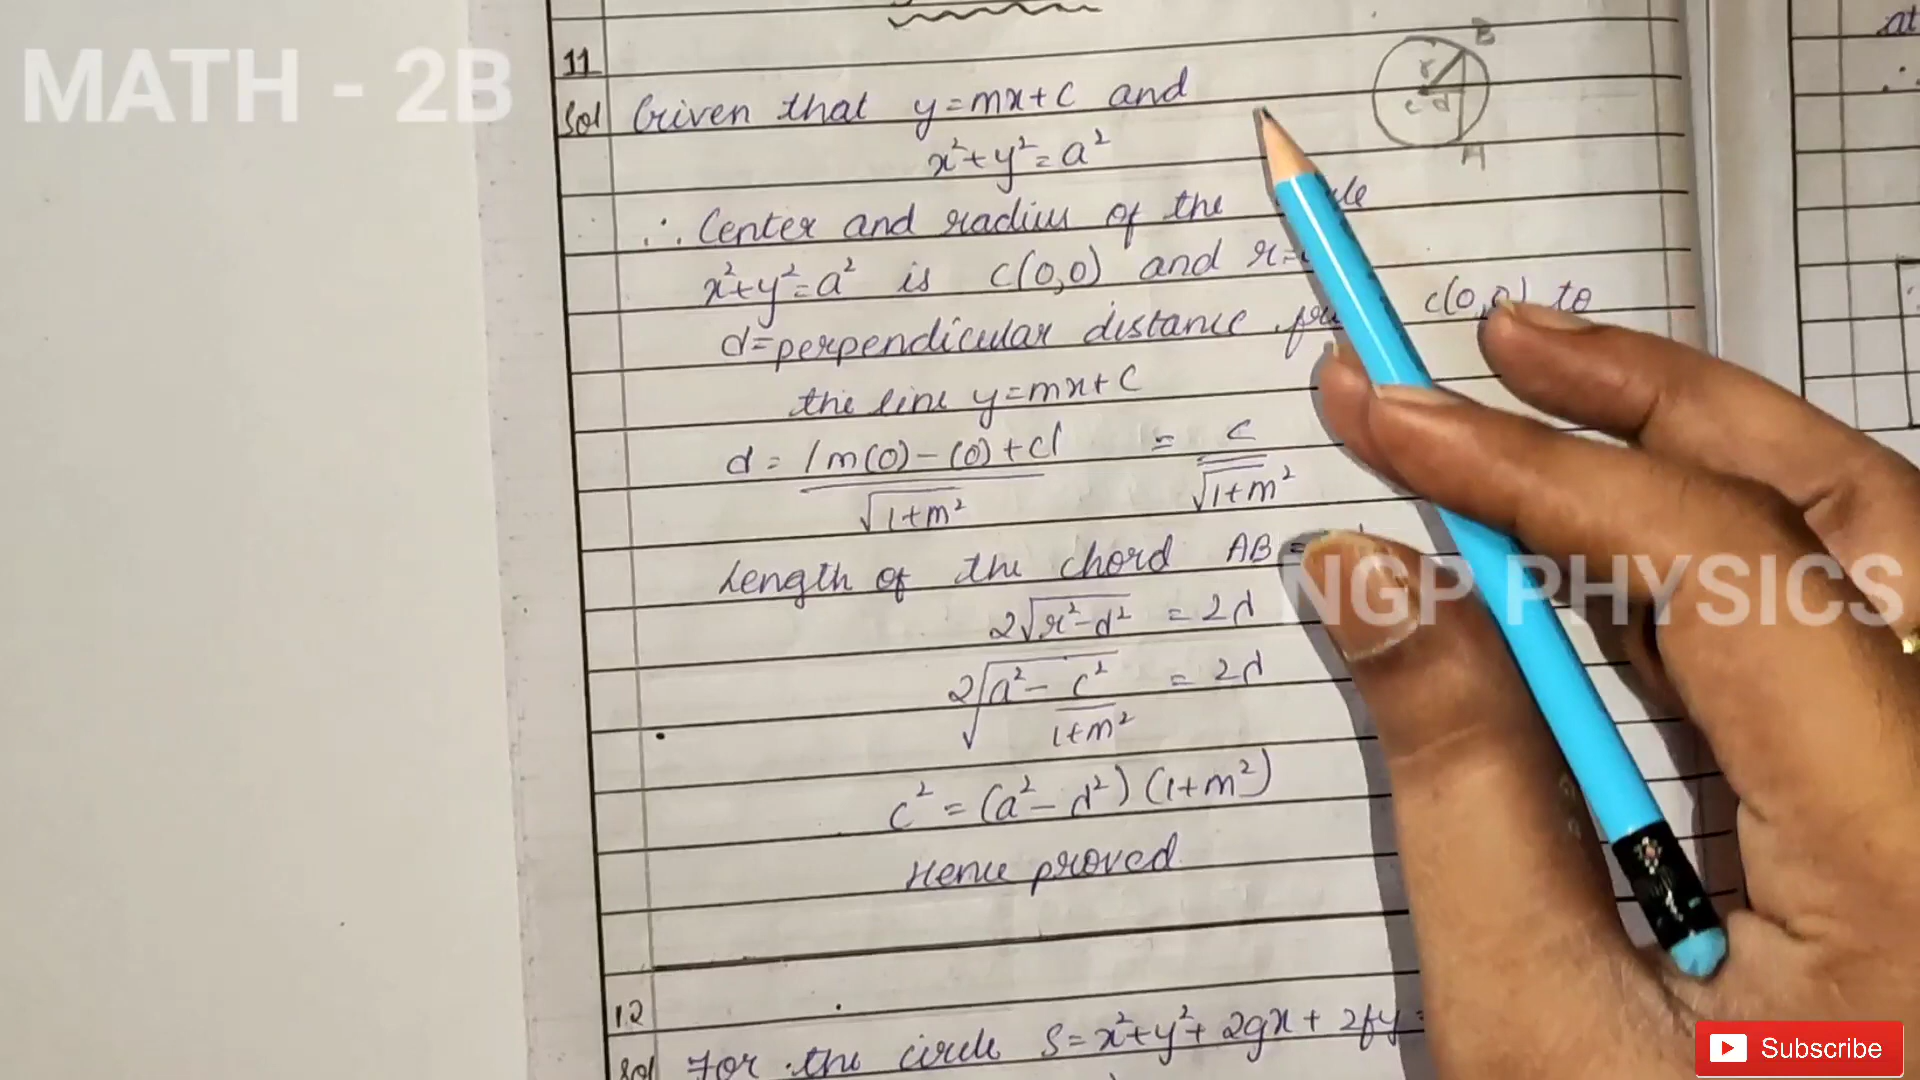 MATH - 2B
11
Sol Given that y=mx+c and
x²+y²=a²
∴ Center and radius of the
x²+y²=a² is c(0,0) and r=
d=perpendicular distance c(0,0) to
the line y=mx+c
d = |m(0)-(0)+c| / √1+m² = c / √1+m²
Length of the chord AB =
2√r²-d² = 2d
2√a² - c²/1+m² = 2d
c² = (a²-d²)(1+m²)
Hence proved
12
Sol For the circle S=x²+y²+2gx+2fy=
B
r
c d
A
at
∴
NGP PHYSICS
Subscribe